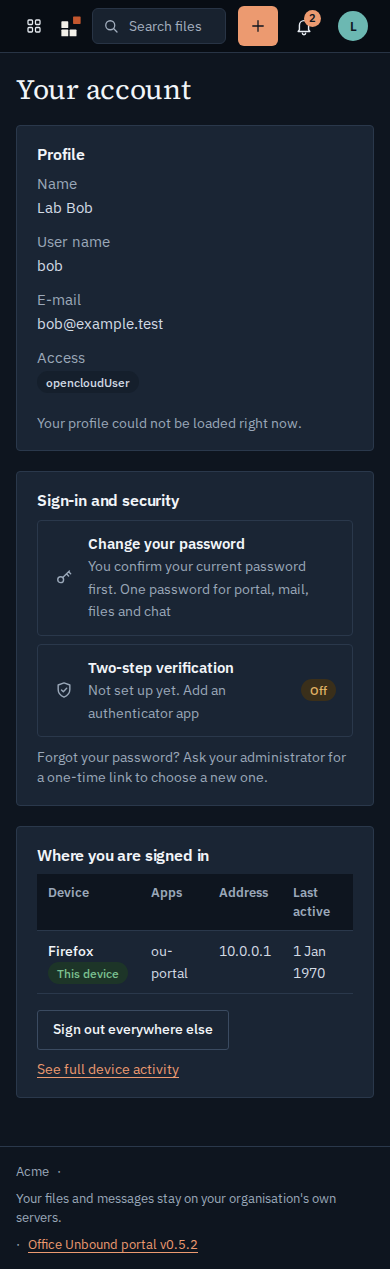 Search files
2
L
Your account
Profile
Name
Lab Bob
User name
bob
E-mail
bob@example.test
Access
opencloudUser
Your profile could not be loaded right now.
Sign-in and security
Change your password
You confirm your current password
first. One password for portal, mail,
files and chat
Two-step verification
Not set up yet. Add an
authenticator app
Off
Forgot your password? Ask your administrator for
a one-time link to choose a new one.
Where you are signed in
Device Apps Address Last
active
Firefox ou- 10.0.0.1 1 Jan
This device portal 1970
Sign out everywhere else
See full device activity
Acme ·
Your files and messages stay on your organisation's own
servers.
· Office Unbound portal v0.5.2